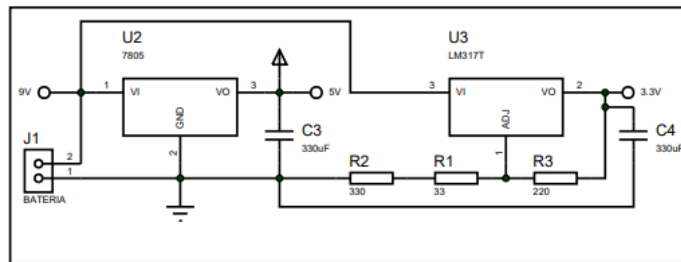 U2
7805
U3
LM317T
9V
1
VI
VO
3
5V
3
VI
VO
2
3.3V
GND
2
ADJ
1
C3
330uF
C4
330uF
J1
2
1
BATERIA
R2
330
R1
33
R3
220